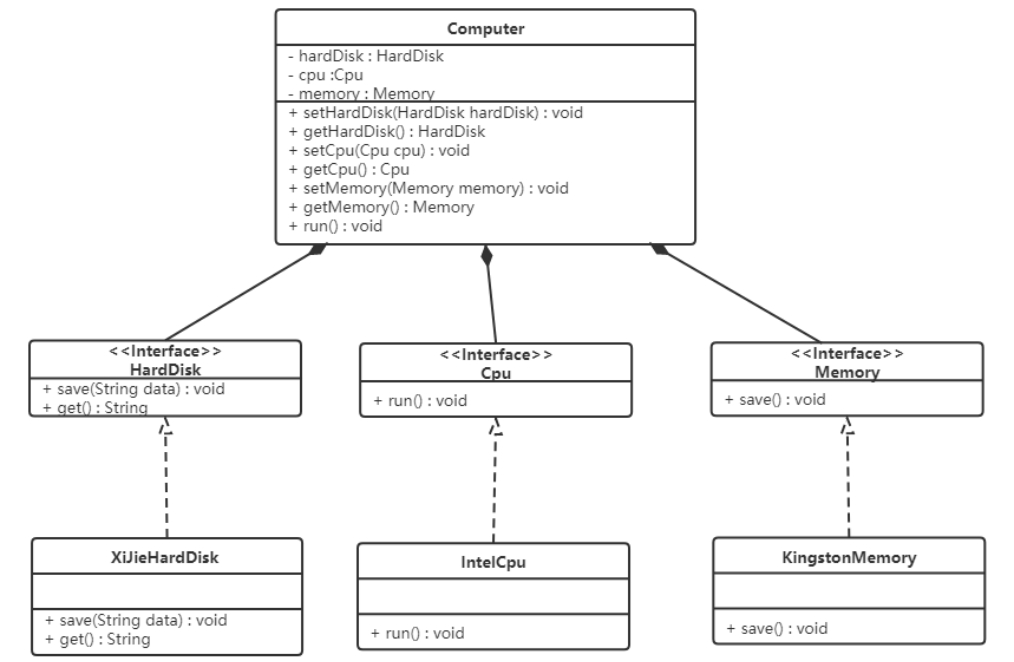 Computer
- hardDisk : HardDisk
- cpu :Cpu
- memory : Memory
+ setHardDisk(HardDisk hardDisk) : void
+ getHardDisk() : HardDisk
+ setCpu(Cpu cpu) : void
+ getCpu() : Cpu
+ setMemory(Memory memory) : void
+ getMemory() : Memory
+ run() : void
<<Interface>>
HardDisk
+ save(String data) : void
+ get() : String
<<Interface>>
Cpu
+ run() : void
<<Interface>>
Memory
+ save() : void
XiJieHardDisk
+ save(String data) : void
+ get() : String
IntelCpu
+ run() : void
KingstonMemory
+ save() : void